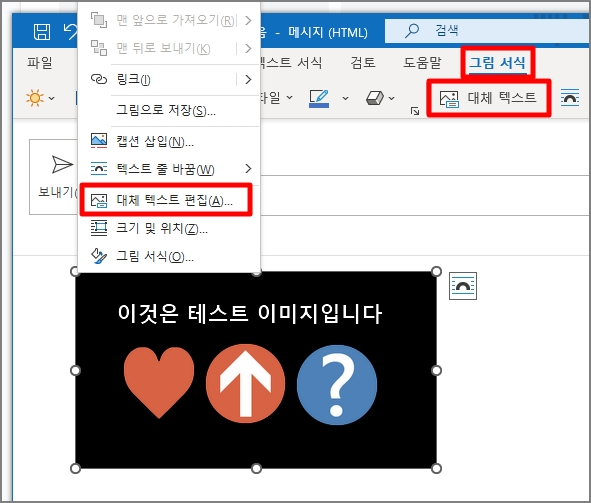 맨 앞으로 가져오기(R)
음 - 메시지 (HTML)
검색
맨 뒤로 보내기(K)
파일
텍스트 서식
검토
도움말
그림 서식
링크(I)
타일
대체 텍스트
그림으로 저장(S)...
캡션 삽입(N)...
텍스트 줄 바꿈(W)
보내기(
대체 텍스트 편집(A)...
크기 및 위치(Z)...
그림 서식(O)...
이것은 테스트 이미지입니다
?